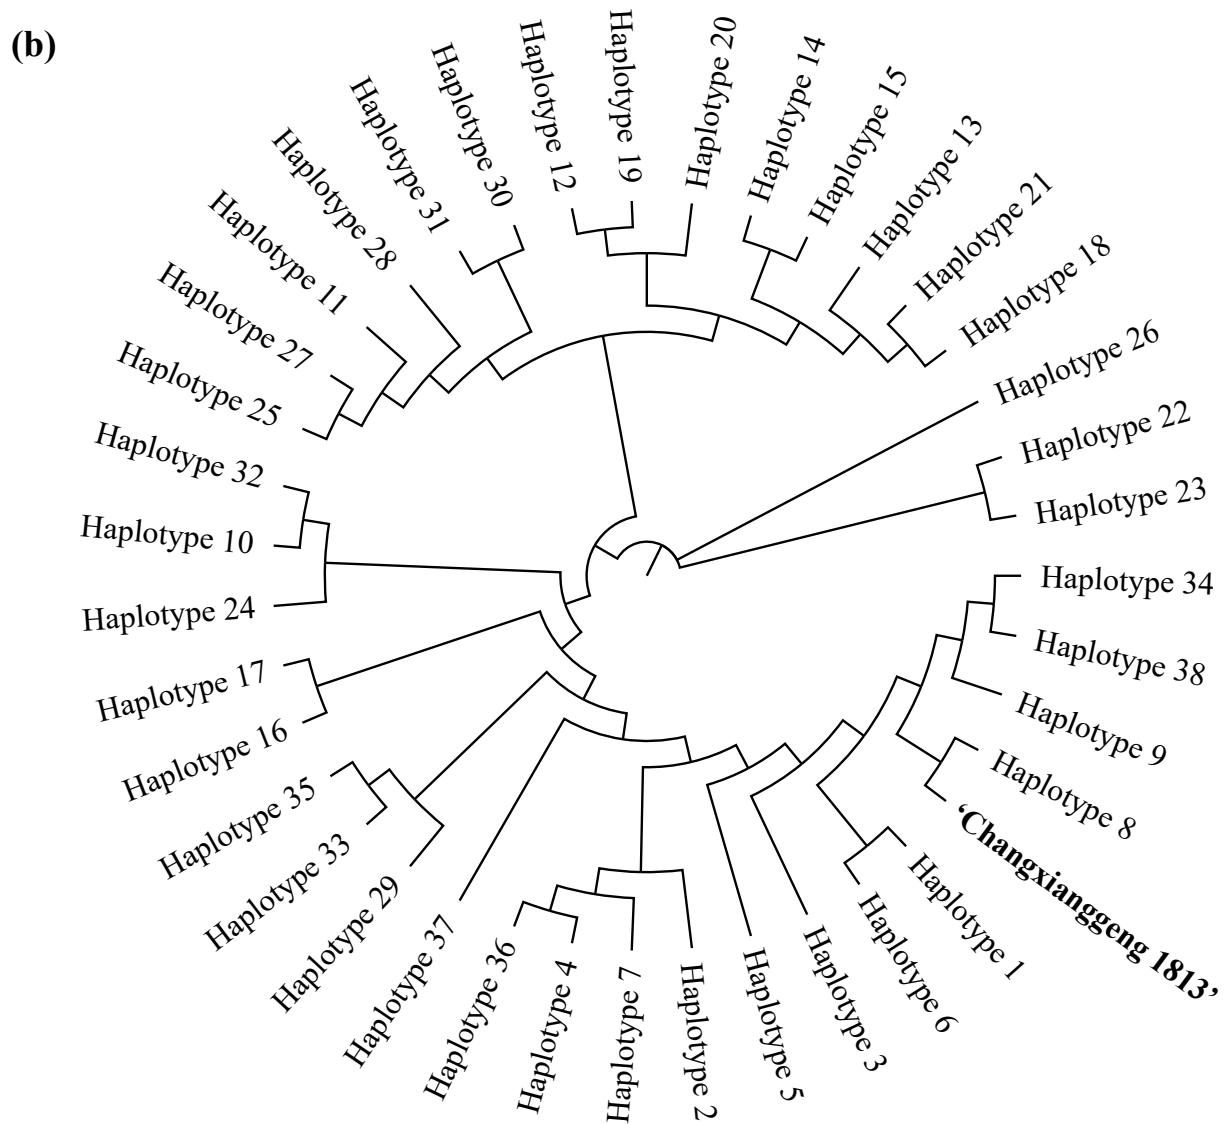 (b)
Haplotype 19
Haplotype 20
Haplotype 14
Haplotype 15
Haplotype 13
Haplotype 21
Haplotype 18
Haplotype 26
Haplotype 22
Haplotype 23
Haplotype 34
Haplotype 38
Haplotype 9
Haplotype 8
‘Changxianggeng 1813’
Haplotype 1
Haplotype 6
Haplotype 3
Haplotype 5
Haplotype 2
Haplotype 7
Haplotype 4
Haplotype 36
Haplotype 37
Haplotype 29
Haplotype 33
Haplotype 35
Haplotype 16
Haplotype 17
Haplotype 24
Haplotype 10
Haplotype 32
Haplotype 25
Haplotype 27
Haplotype 11
Haplotype 28
Haplotype 31
Haplotype 30
Haplotype 12